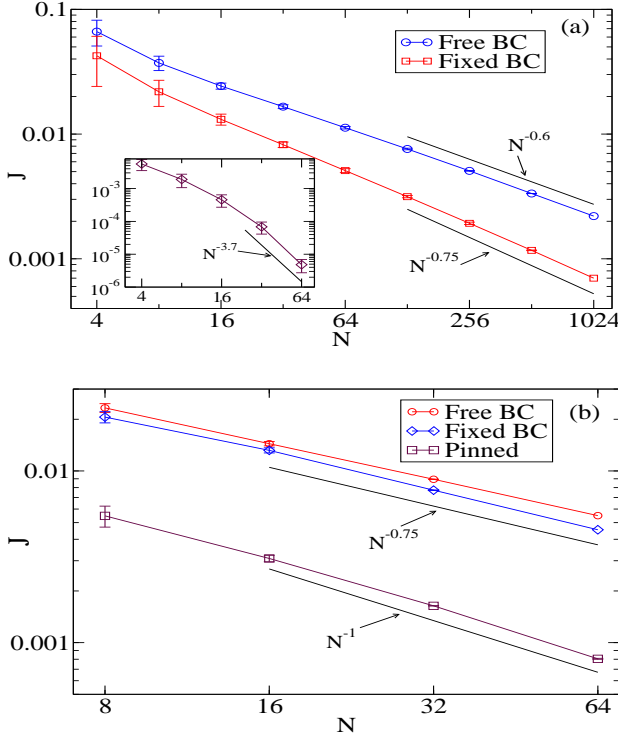 0.1
(a)
Free BC
Fixed BC
N^-0.6
0.01
J
10^-3
10^-4
N^-3.7
10^-5
N^-0.75
0.001
10^-6
4 16 64
4 16 64 256 1024
N
Free BC
(b)
Fixed BC
Pinned
0.01
N^-0.75
J
N^-1
0.001
8 16 32 64
N